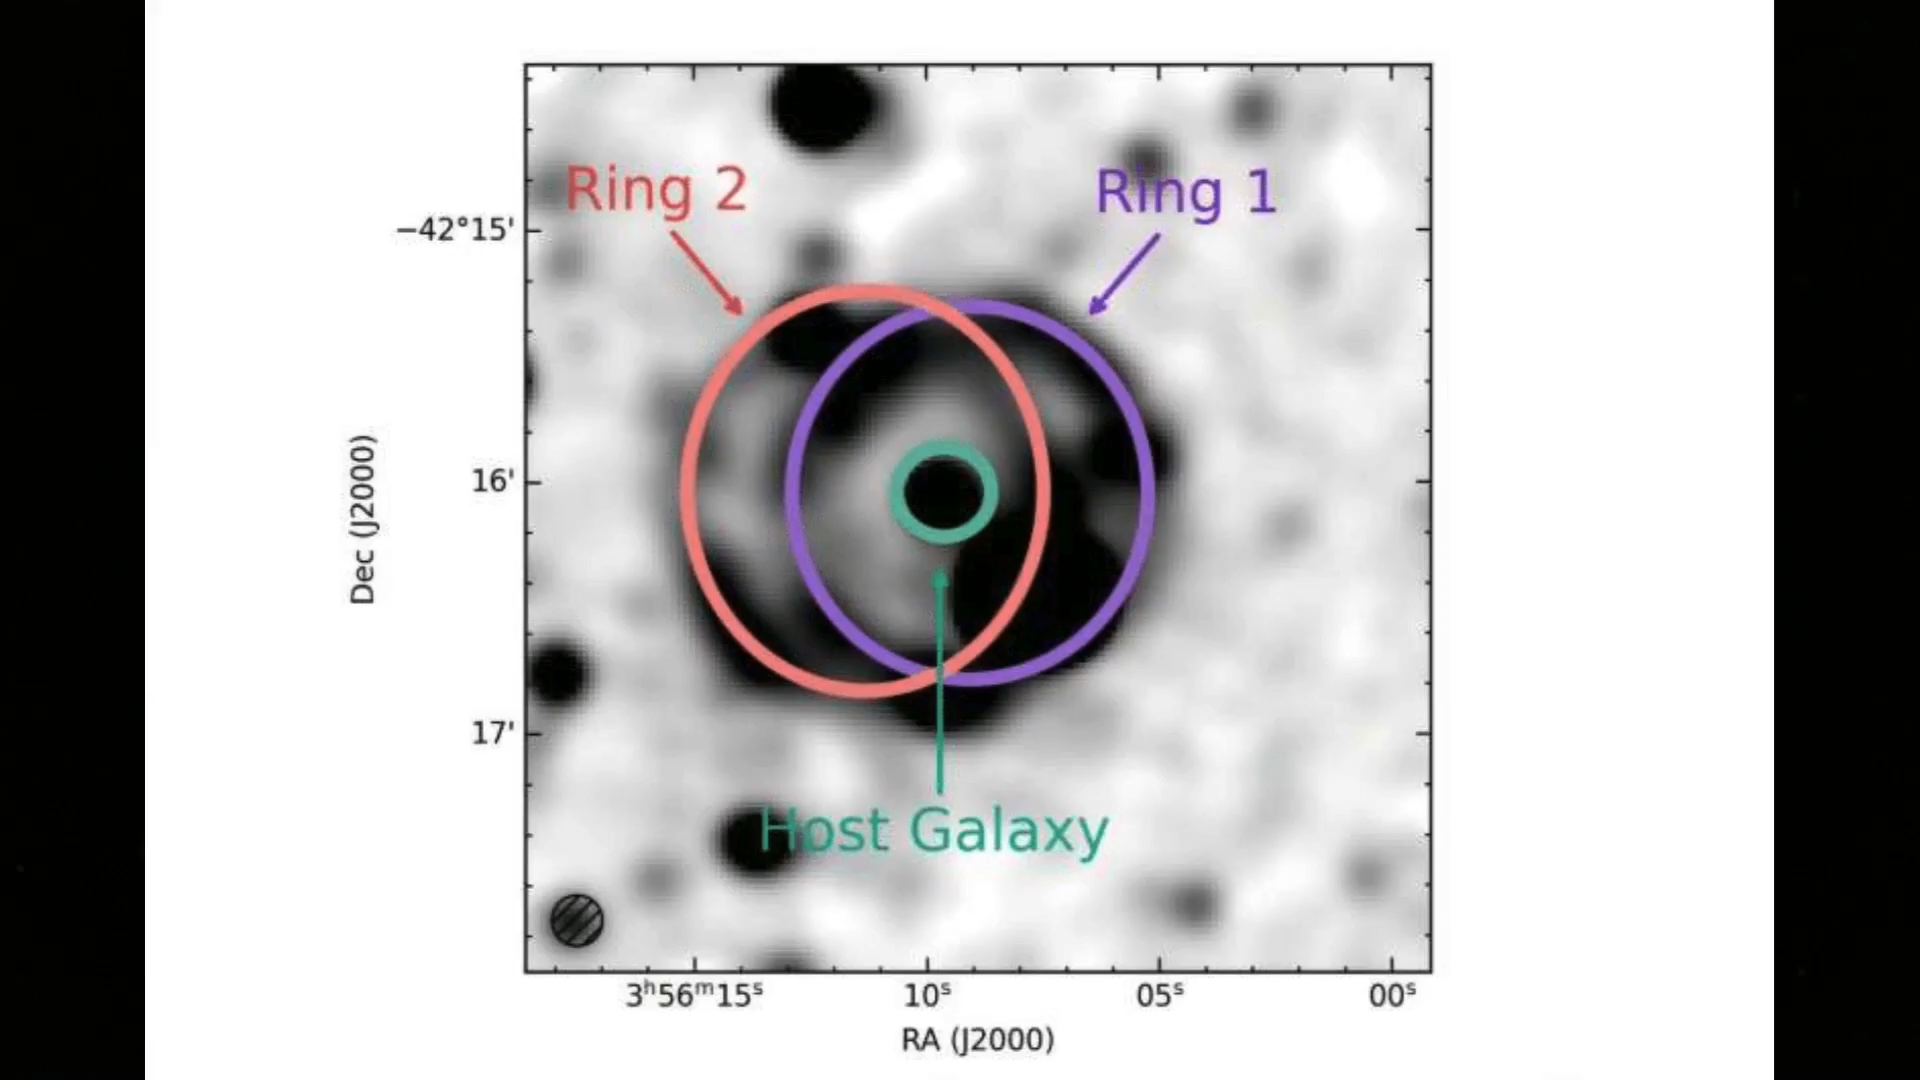 Ring 2
Ring 1
−42°15'
16'
17'
Dec (J2000)
Host Galaxy
3ʰ56ᵐ15ˢ
10ˢ
05ˢ
00ˢ
RA (J2000)